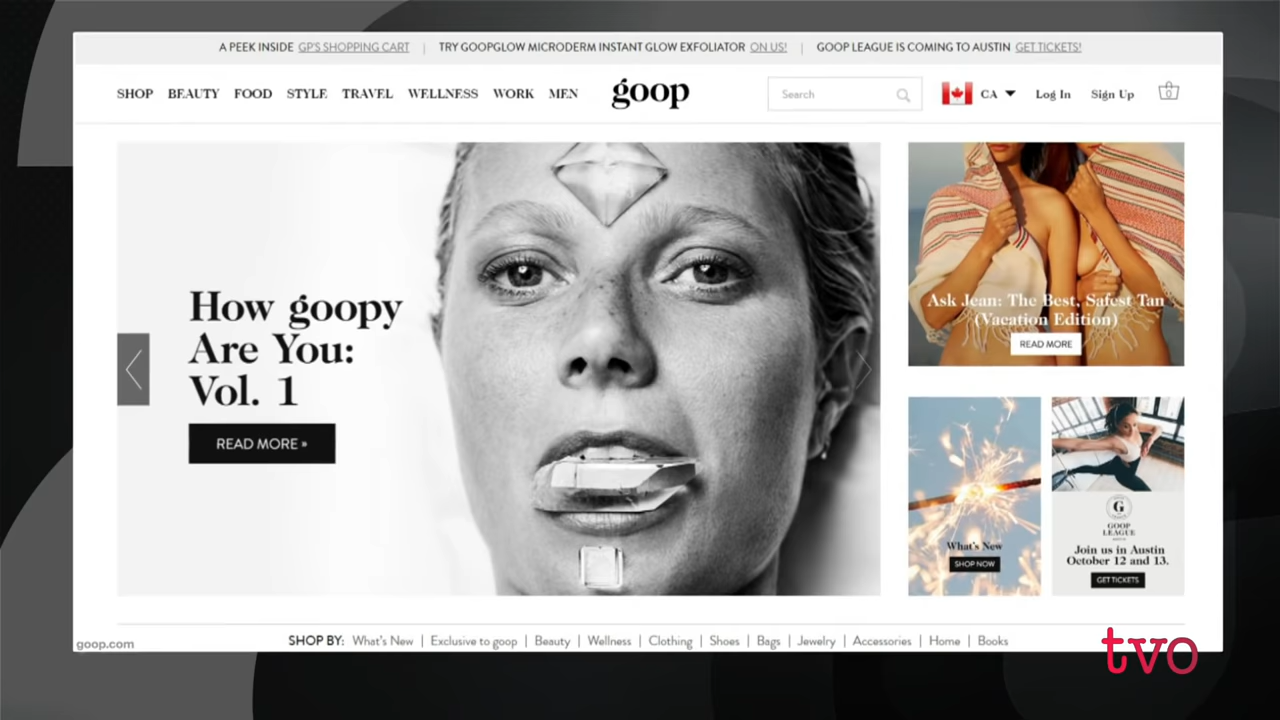 A PEEK INSIDE GP'S SHOPPING CART | TRY GOOPGLOW MICRODERM INSTANT GLOW EXFOLIATOR ON US! | GOOP LEAGUE IS COMING TO AUSTIN GET TICKETS!
SHOP BEAUTY FOOD STYLE TRAVEL WELLNESS WORK MEN goop Search CA Log In Sign Up
0
How goopy
Are You:
Vol. 1
READ MORE »
Ask Jean: The Best, Safest Tan
(Vacation Edition)
READ MORE
What's New
SHOP NOW
G
GOOP
LEAGUE
Join us in Austin
October 12 and 13.
GET TICKETS
SHOP BY: What's New | Exclusive to goop | Beauty | Wellness | Clothing | Shoes | Bags | Jewelry | Accessories | Home | Books
goop.com
tvo